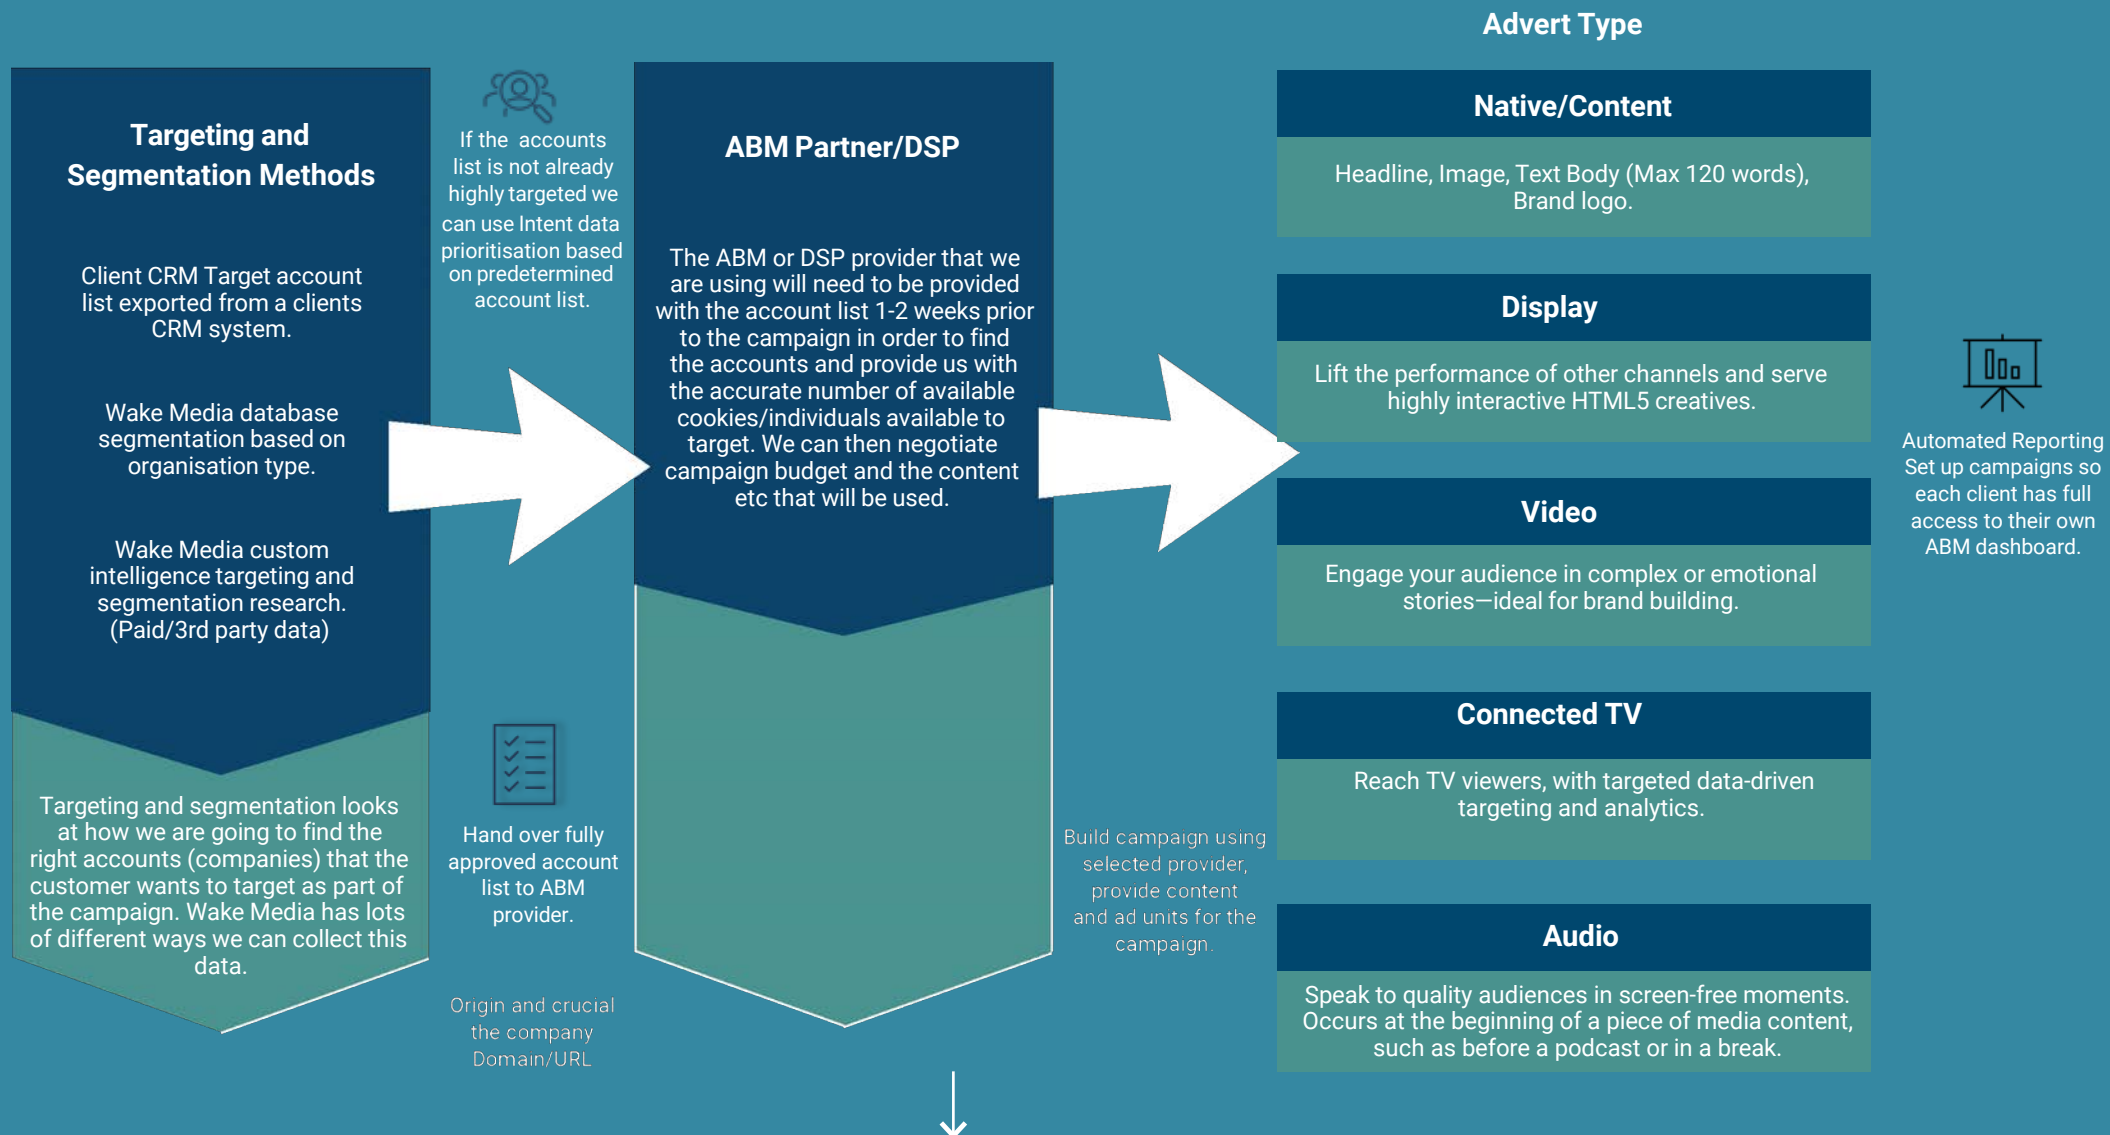 Targeting and
Segmentation Methods
Client CRM Target account
list exported from a clients
CRM system.
Wake Media database
segmentation based on
organisation type.
Wake Media custom
intelligence targeting and
segmentation research.
(Paid/3rd party data)
Targeting and segmentation looks
at how we are going to find the
right accounts (companies) that the
customer wants to target as part of
the campaign. Wake Media has lots
of different ways we can collect this
data.
If the accounts
list is not already
highly targeted we
can use Intent data
prioritisation based
on predetermined
account list.
Hand over fully
approved account
list to ABM
provider.
Origin and crucial
the company
Domain/URL
ABM Partner/DSP
The ABM or DSP provider that we
are using will need to be provided
with the account list 1-2 weeks prior
to the campaign in order to find
the accounts and provide us with
the accurate number of available
cookies/individuals available to
target. We can then negotiate
campaign budget and the content
etc that will be used.
Build campaign using
selected provider,
provide content
and ad units for the
campaign.
Advert Type
Native/Content
Headline, Image, Text Body (Max 120 words),
Brand logo.
Display
Lift the performance of other channels and serve
highly interactive HTML5 creatives.
Video
Engage your audience in complex or emotional
stories—ideal for brand building.
Connected TV
Reach TV viewers, with targeted data-driven
targeting and analytics.
Audio
Speak to quality audiences in screen-free moments.
Occurs at the beginning of a piece of media content,
such as before a podcast or in a break.
Automated Reporting
Set up campaigns so
each client has full
access to their own
ABM dashboard.